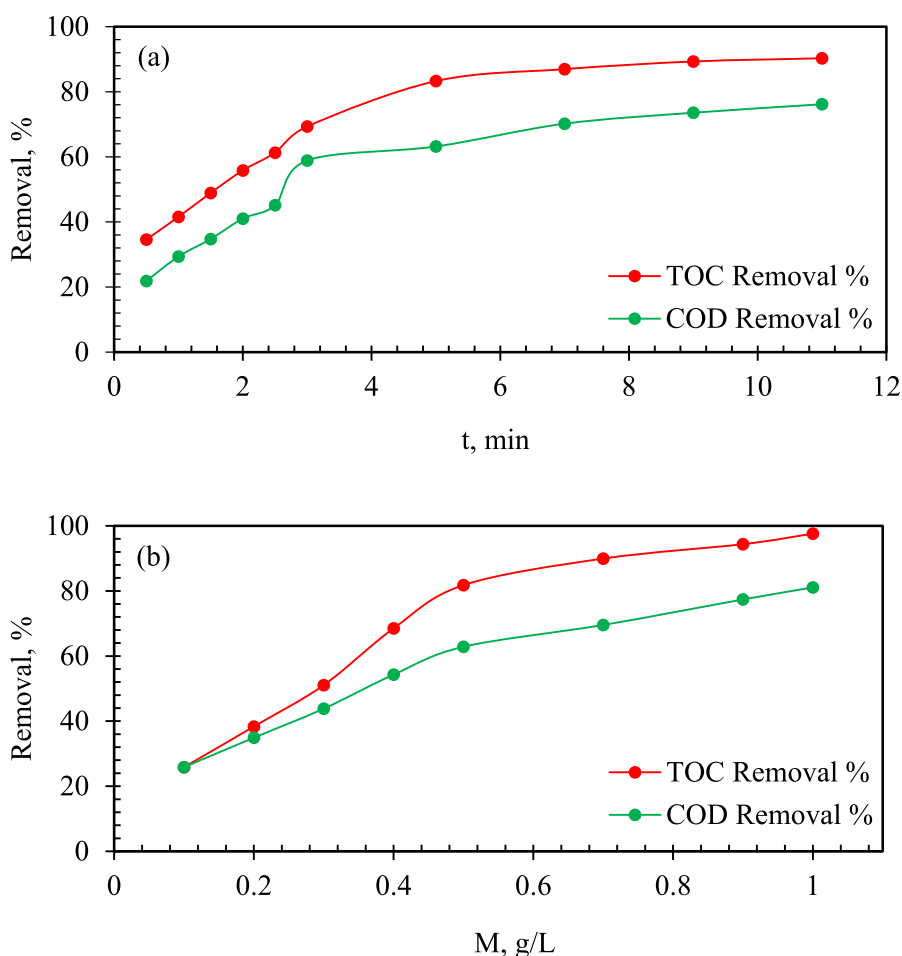 100
80
60
40
20
0
Removal, %
(a)
TOC Removal %
COD Removal %
0 2 4 6 8 10 12
t, min
100
80
60
40
20
0
Removal, %
(b)
TOC Removal %
COD Removal %
0 0.2 0.4 0.6 0.8 1
M, g/L